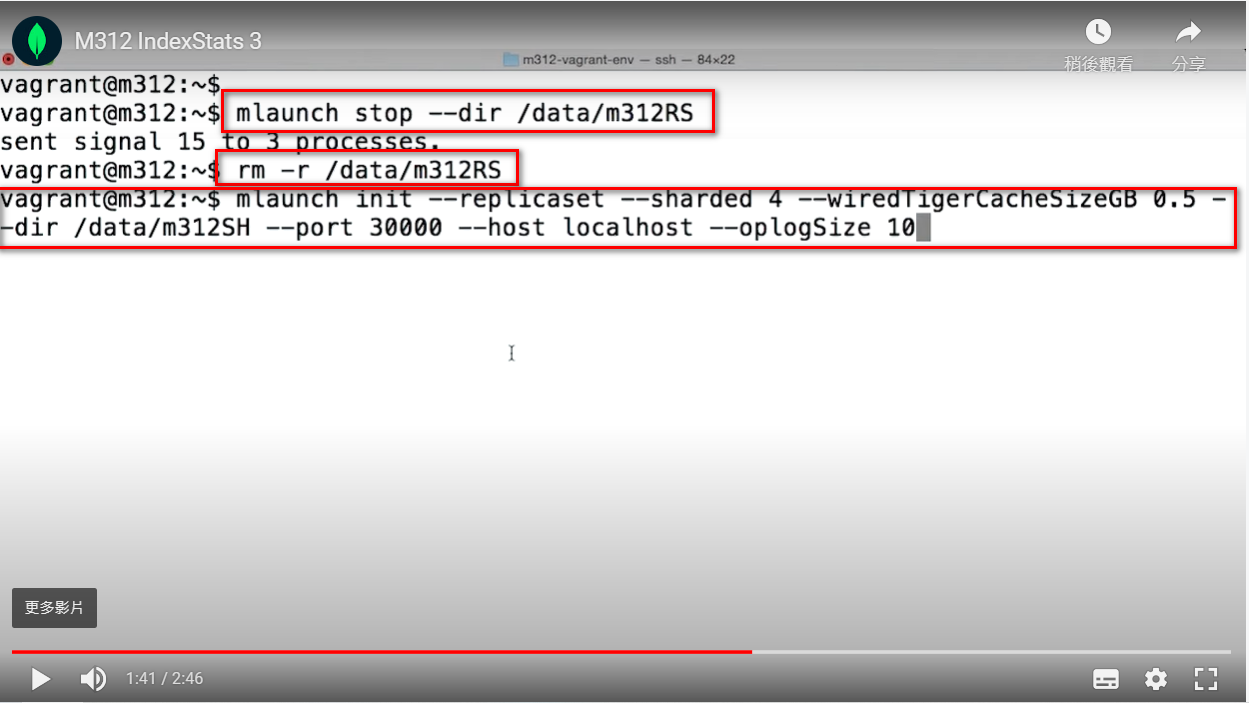 M312 IndexStats 3
稍後觀看
分享
m312-vagrant-env — ssh — 84×22
vagrant@m312:~$
vagrant@m312:~$ mlaunch stop --dir /data/m312RS
sent signal 15 to 3 processes.
vagrant@m312:~$ rm -r /data/m312RS
vagrant@m312:~$ mlaunch init --replicaset --sharded 4 --wiredTigerCacheSizeGB 0.5 -
-dir /data/m312SH --port 30000 --host localhost --oplogSize 10
更多影片
1:41 / 2:46